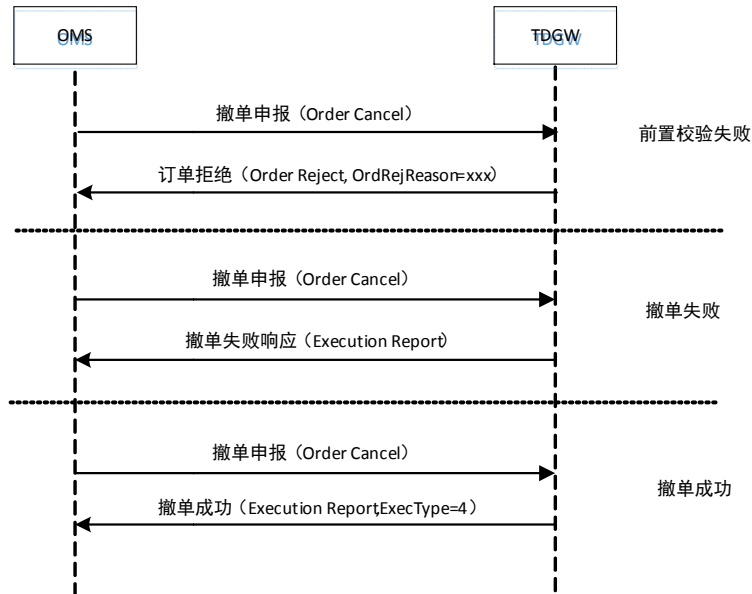 OMS
TDGW
撤单申报（Order Cancel）
前置校验失败
订单拒绝（Order Reject, OrdRejReason=xxx）
撤单申报（Order Cancel）
撤单失败
撤单失败响应（Execution Report）
撤单申报（Order Cancel）
撤单成功
撤单成功（Execution Report,ExecType=4）